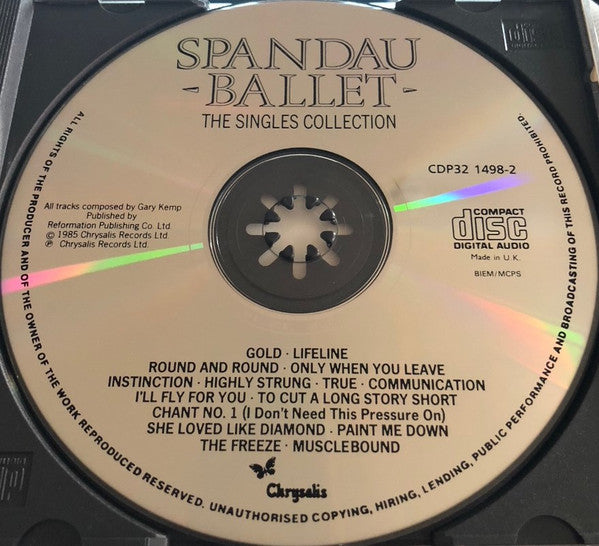 SPANDAU
- BALLET -
THE SINGLES COLLECTION
CDP32 1498-2
All tracks composed by Gary Kemp
Published by
Reformation Publishing Co. Ltd
© 1985 Chrysalis Records Ltd.
℗ Chrysalis Records Ltd.
COMPACT
disc
DIGITAL AUDIO
Made in U.K.
BIEM/MCPS
GOLD · LIFELINE
ROUND AND ROUND · ONLY WHEN YOU LEAVE
INSTINCTION · HIGHLY STRUNG · TRUE · COMMUNICATION
I'LL FLY FOR YOU · TO CUT A LONG STORY SHORT
CHANT NO. 1 (I Don't Need This Pressure On)
SHE LOVED LIKE DIAMOND · PAINT ME DOWN
THE FREEZE · MUSCLEBOUND
Chrysalis
ALL RIGHTS OF THE PRODUCER AND OF THE OWNER OF THE WORK REPRODUCED RESERVED. UNAUTHORISED COPYING, HIRING, LENDING, PUBLIC PERFORMANCE AND BROADCASTING OF THIS RECORD PROHIBITED